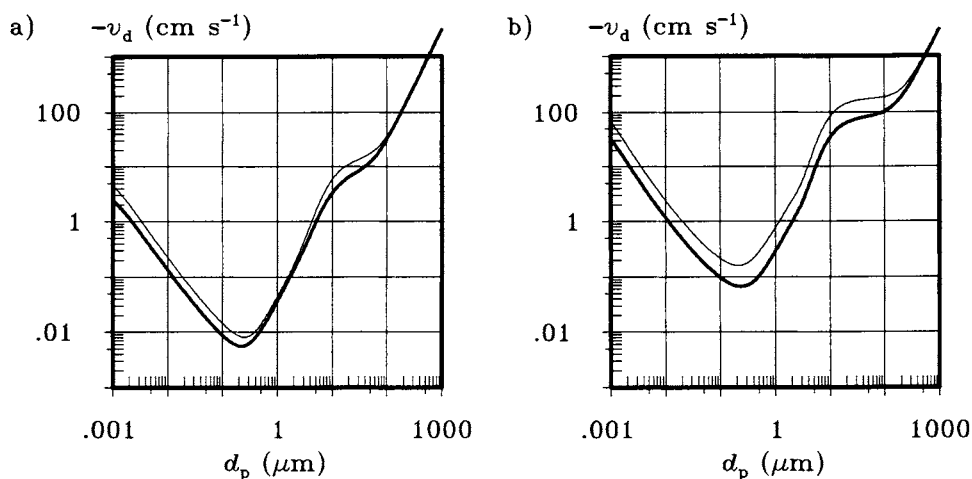 a) −v_d (cm s⁻¹)
100
1
.01
.001 1 1000
d_p (μm)
b) −v_d (cm s⁻¹)
100
1
.01
.001 1 1000
d_p (μm)